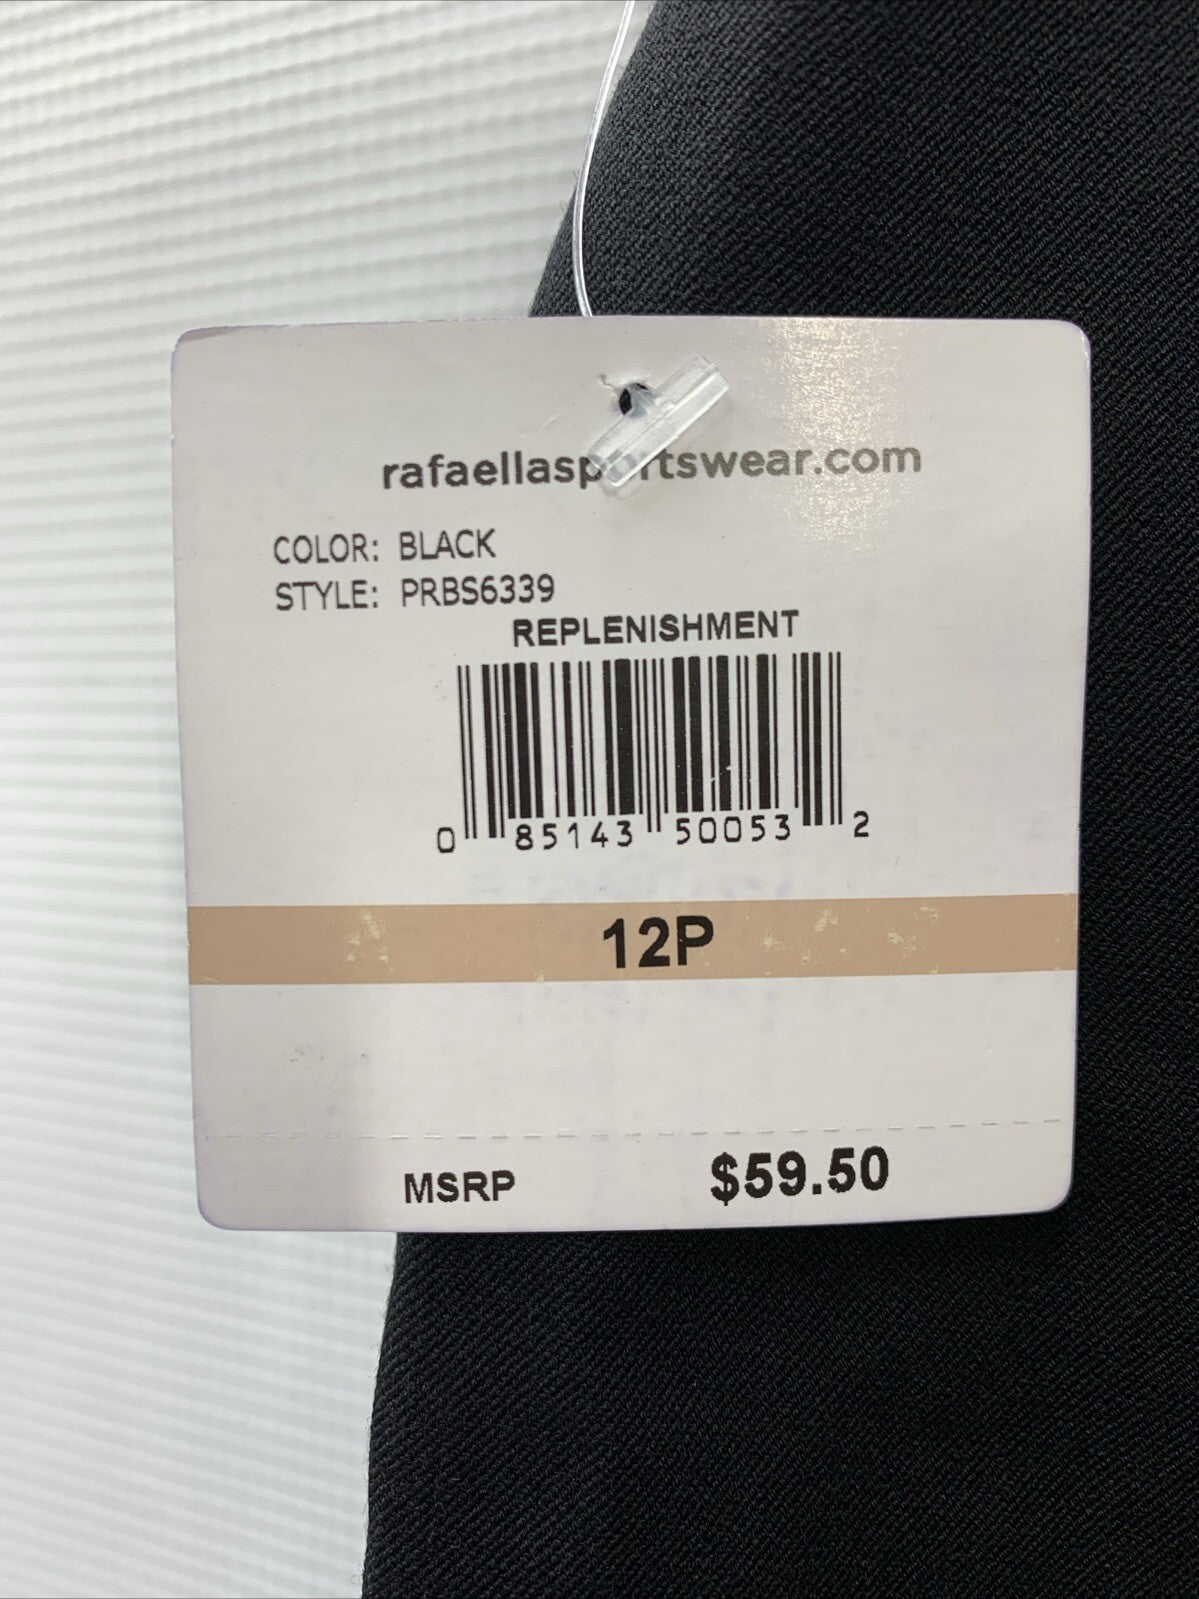 rafaellasportswear.com
COLOR: BLACK
STYLE: PRBS6339
REPLENISHMENT
0 85143 50053 2
12P
MSRP $59.50